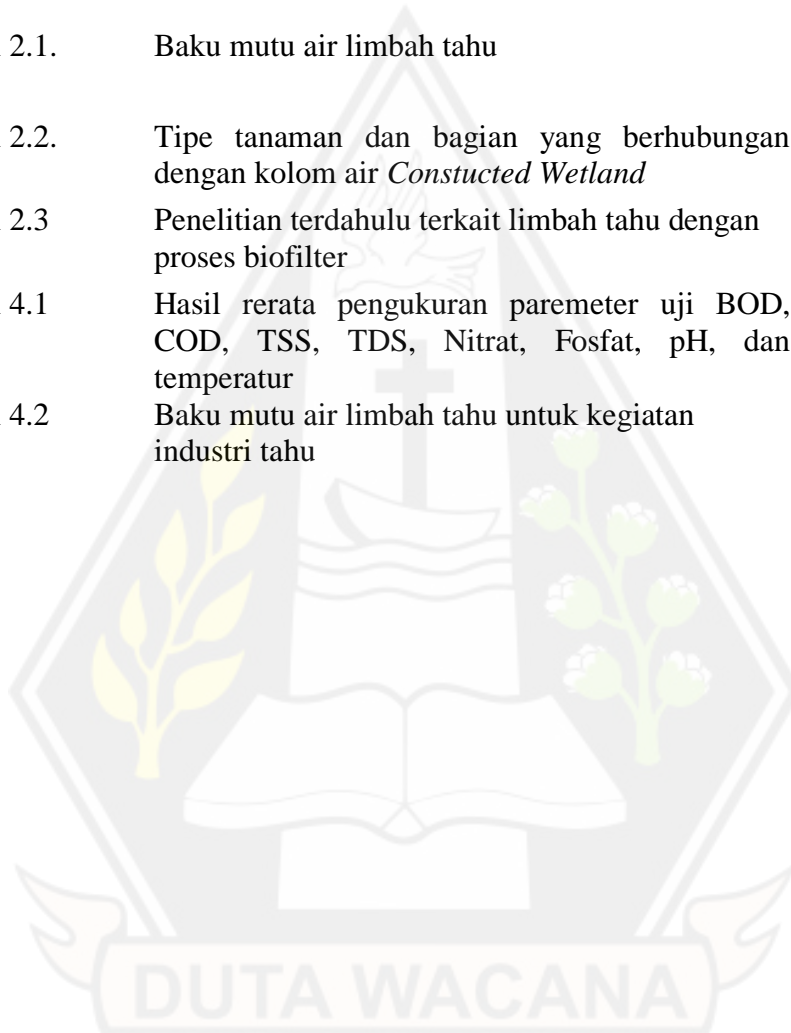 2.1. Baku mutu air limbah tahu
2.2. Tipe tanaman dan bagian yang berhubungan
dengan kolom air Constucted Wetland
2.3 Penelitian terdahulu terkait limbah tahu dengan
proses biofilter
4.1 Hasil rerata pengukuran paremeter uji BOD,
COD, TSS, TDS, Nitrat, Fosfat, pH, dan
temperatur
4.2 Baku mutu air limbah tahu untuk kegiatan
industri tahu
DUTA WACANA